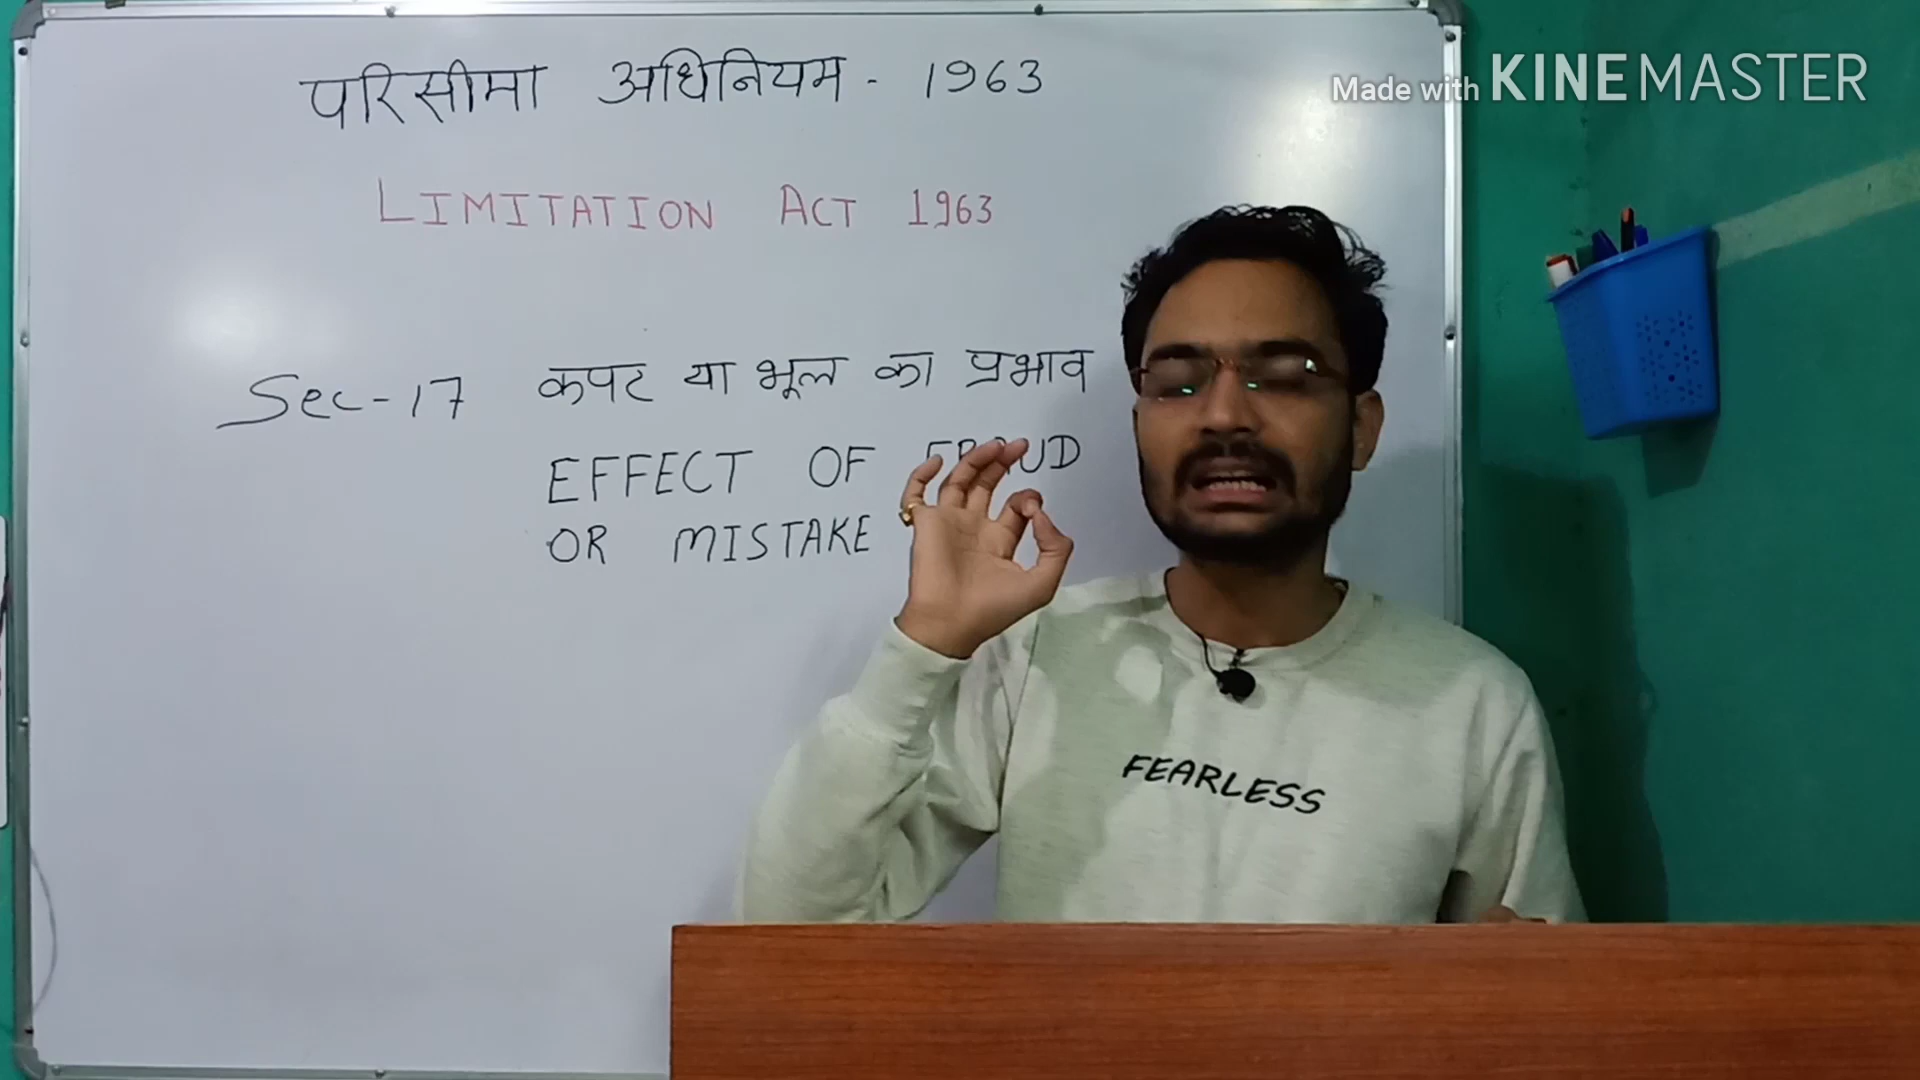 परिसीमा अधिनियम - 1963
Made with KINEMASTER
LIMITATION ACT 1963
Sec-17 कपट या भूल का प्रभाव
EFFECT OF FRAUD
OR MISTAKE
FEARLESS